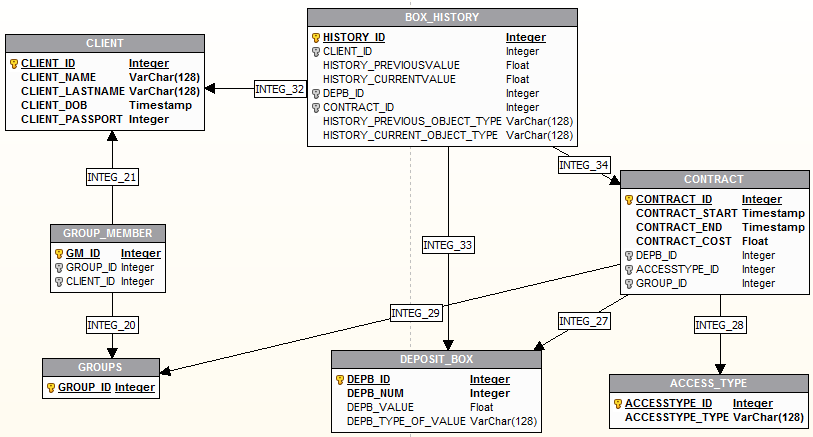 BOX_HISTORY
HISTORY_ID Integer
CLIENT_ID Integer
HISTORY_PREVIOUSVALUE Float
HISTORY_CURRENTVALUE Float
DEPB_ID Integer
CONTRACT_ID Integer
HISTORY_PREVIOUS_OBJECT_TYPE VarChar(128)
HISTORY_CURRENT_OBJECT_TYPE VarChar(128)
CLIENT
CLIENT_ID Integer
CLIENT_NAME VarChar(128)
CLIENT_LASTNAME VarChar(128)
CLIENT_DOB Timestamp
CLIENT_PASSPORT Integer
INTEG_32
INTEG_34
INTEG_21
CONTRACT
CONTRACT_ID Integer
CONTRACT_START Timestamp
CONTRACT_END Timestamp
CONTRACT_COST Float
DEPB_ID Integer
ACCESSTYPE_ID Integer
GROUP_ID Integer
GROUP_MEMBER
GM_ID Integer
GROUP_ID Integer
CLIENT_ID Integer
INTEG_33
INTEG_29
INTEG_27
INTEG_28
INTEG_20
GROUPS
GROUP_ID Integer
DEPOSIT_BOX
DEPB_ID Integer
DEPB_NUM Integer
DEPB_VALUE Float
DEPB_TYPE_OF_VALUE VarChar(128)
ACCESS_TYPE
ACCESSTYPE_ID Integer
ACCESSTYPE_TYPE VarChar(128)